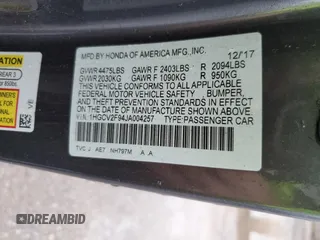 MFD.BY HONDA OF AMERICA MFG.,INC. 12/17
GVWR 4475LBS GAWR F 2403LBS R 2094LBS
GVWR 2030KG GAWR F 1090KG R 950KG
THIS VEHICLE CONFORMS TO ALL APPLICABLE
FEDERAL MOTOR VEHICLE SAFETY, BUMPER,
AND THEFT PREVENTION STANDARDS IN EFFECT
ON THE DATE OF MANUFACTURE SHOWN ABOVE.
V.I.N: 1HGCV2F94JA004257 TYPE: PASSENGER CAR
TVC J AE7 NH797M A A
DREAMBID